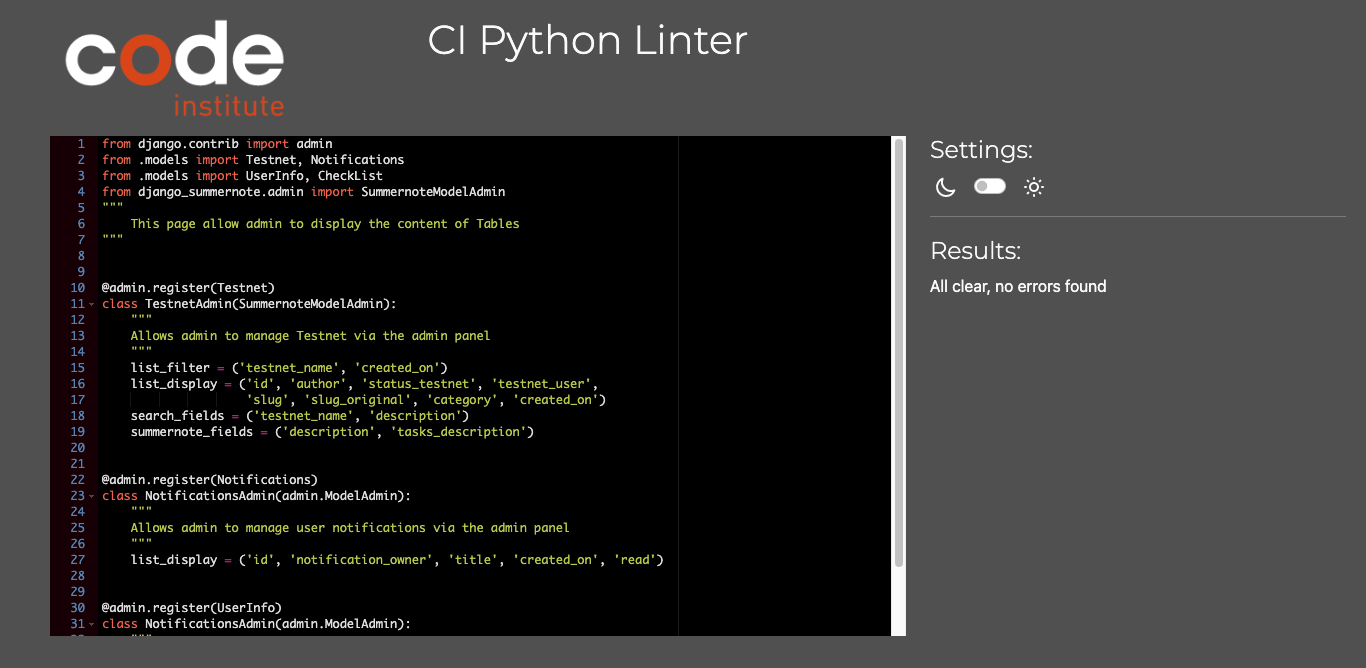 code
institute
CI Python Linter
1 from django.contrib import admin
2 from .models import Testnet, Notifications
3 from .models import UserInfo, CheckList
4 from django_summernote.admin import SummernoteModelAdmin
5 """
6     This page allow admin to display the content of Tables
7 """
8
9
10 @admin.register(Testnet)
11 class TestnetAdmin(SummernoteModelAdmin):
12     """
13     Allows admin to manage Testnet via the admin panel
14     """
15     list_filter = ('testnet_name', 'created_on')
16     list_display = ('id', 'author', 'status_testnet', 'testnet_user',
17                     'slug', 'slug_original', 'category', 'created_on')
18     search_fields = ('testnet_name', 'description')
19     summernote_fields = ('description', 'tasks_description')
20
21
22 @admin.register(Notifications)
23 class NotificationsAdmin(admin.ModelAdmin):
24     """
25     Allows admin to manage user notifications via the admin panel
26     """
27     list_display = ('id', 'notification_owner', 'title', 'created_on', 'read')
28
29
30 @admin.register(UserInfo)
31 class NotificationsAdmin(admin.ModelAdmin):
Settings:
Results:
All clear, no errors found